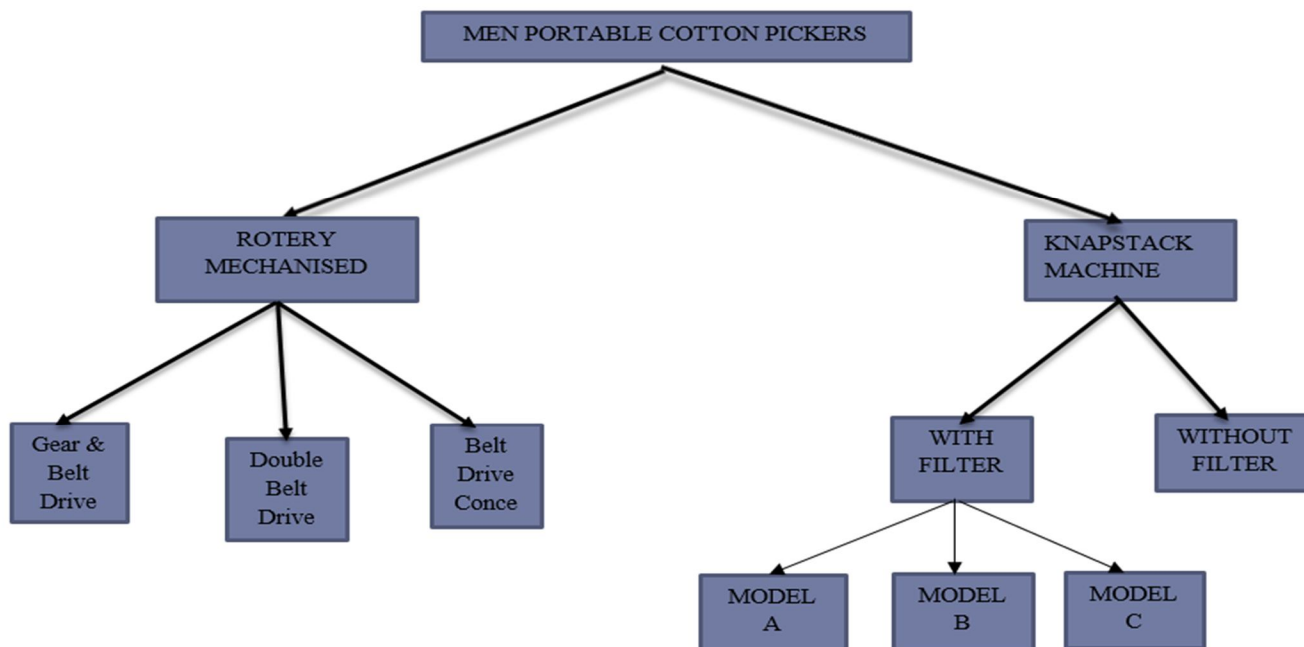 MEN PORTABLE COTTON PICKERS
ROTERY
MECHANISED
KNAPSTACK
MACHINE
Gear &
Belt
Drive
Double
Belt
Drive
Belt
Drive
Conce
WITH
FILTER
WITHOUT
FILTER
MODEL
A
MODEL
B
MODEL
C